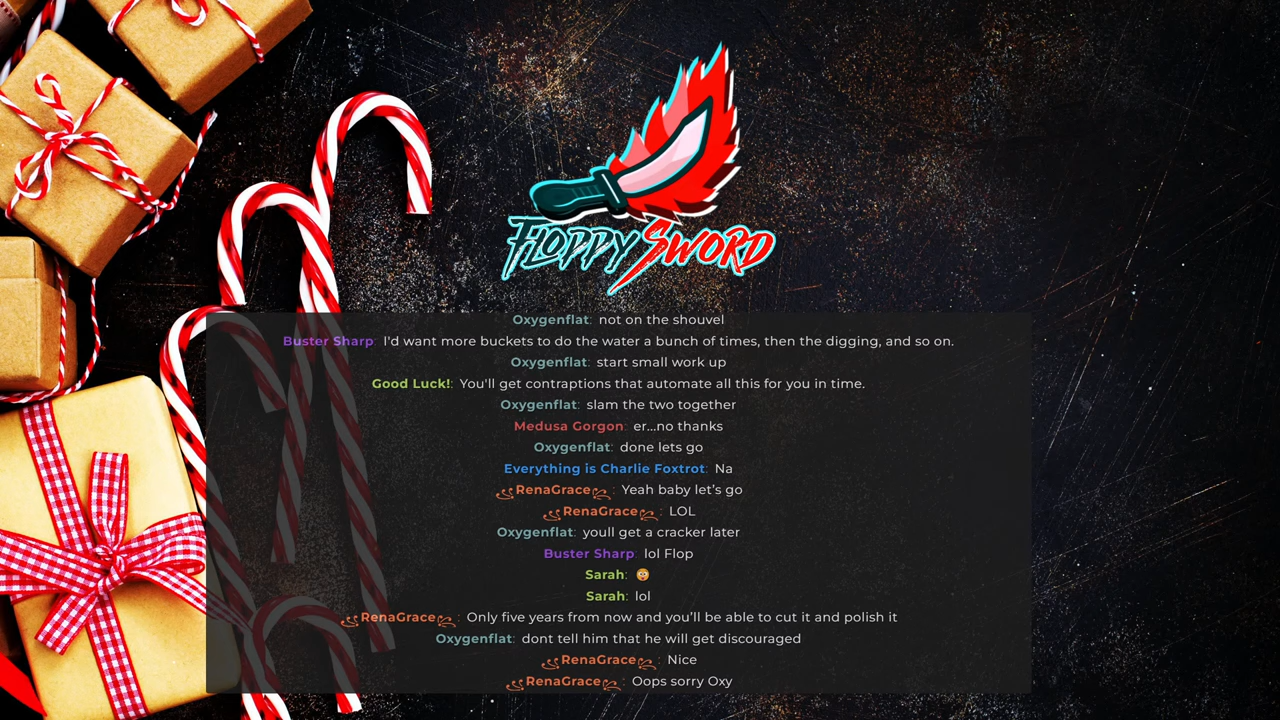 FLOPPY SWORD
Oxygenflat: not on the shouvel
Buster Sharp: I'd want more buckets to do the water a bunch of times, then the digging, and so on.
Oxygenflat: start small work up
Good Luck!: You'll get contraptions that automate all this for you in time.
Oxygenflat: slam the two together
Medusa Gorgon: er...no thanks
Oxygenflat: done lets go
Everything is Charlie Foxtrot: Na
RenaGrace: Yeah baby let's go
RenaGrace: LOL
Oxygenflat: youll get a cracker later
Buster Sharp: lol Flop
Sarah: 😳
Sarah: lol
RenaGrace: Only five years from now and you'll be able to cut it and polish it
Oxygenflat: dont tell him that he will get discouraged
RenaGrace: Nice
RenaGrace: Oops sorry Oxy